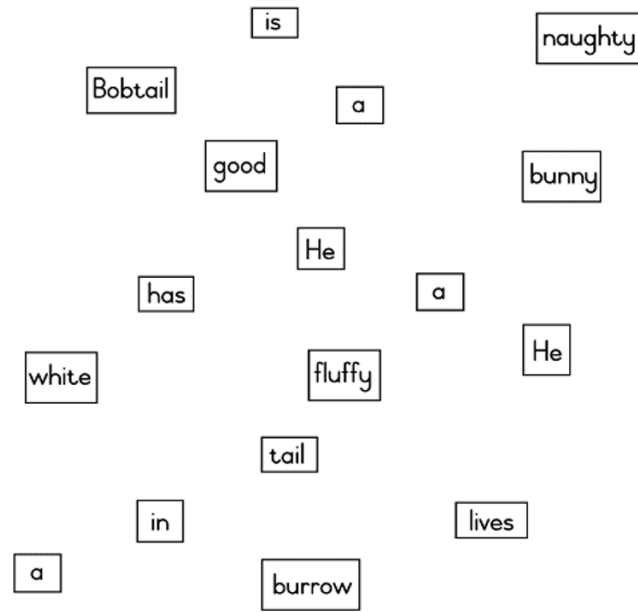 is
naughty
Bobtail
a
good
bunny
He
has
a
He
white
fluffy
tail
in
lives
a
burrow